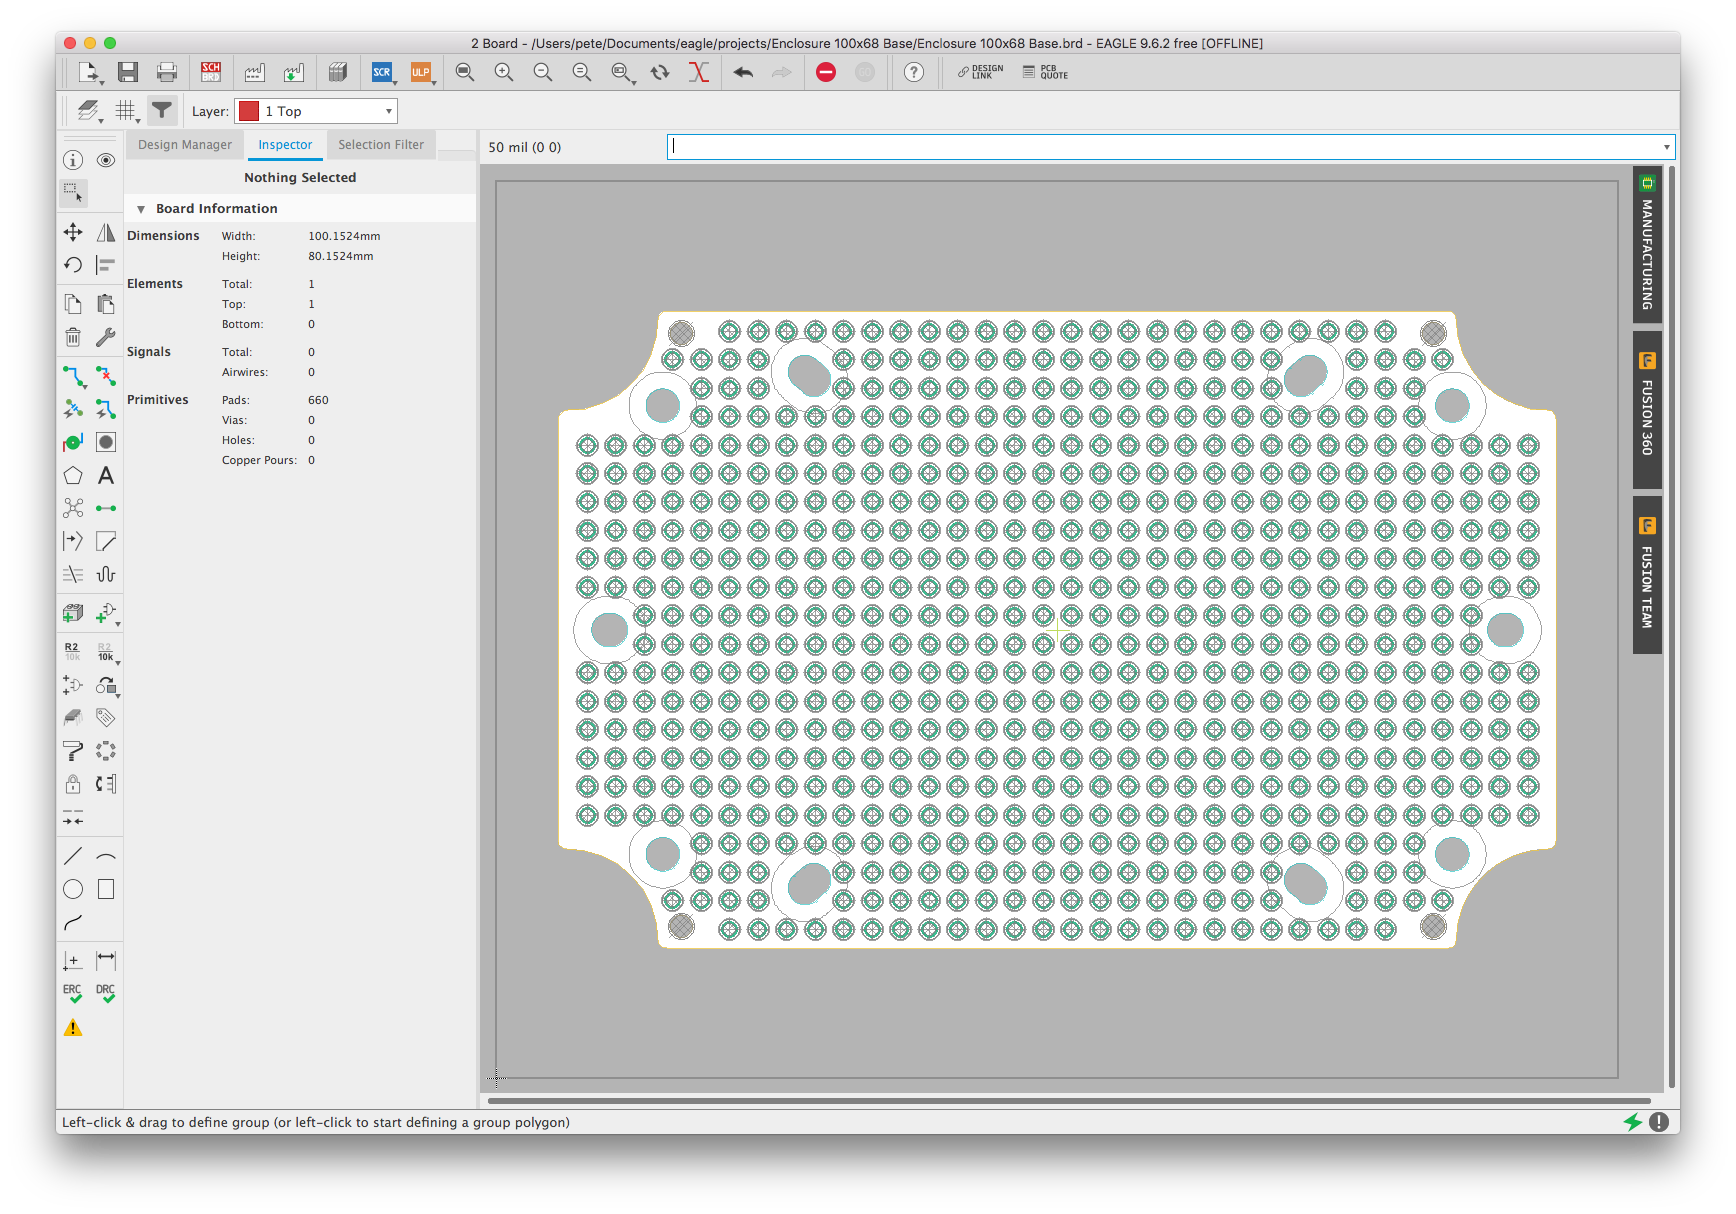 2 Board - /Users/pete/Documents/eagle/projects/Enclosure 100x68 Base/Enclosure 100x68 Base.brd - EAGLE 9.6.2 free [OFFLINE]
SCH
BRD
SCR
ULP
GO
?
DESIGN
LINK
PCB
QUOTE
Layer: 1 Top
Design Manager Inspector Selection Filter
50 mil (0 0)
Nothing Selected
Board Information
Dimensions Width: 100.1524mm
Height: 80.1524mm
Elements Total: 1
Top: 1
Bottom: 0
Signals Total: 0
Airwires: 0
Primitives Pads: 660
Vias: 0
Holes: 0
Copper Pours: 0
MANUFACTURING
F
FUSION 360
F
FUSION TEAM
A
R2
10k
R2
10k
ERC
DRC
Left-click & drag to define group (or left-click to start defining a group polygon)